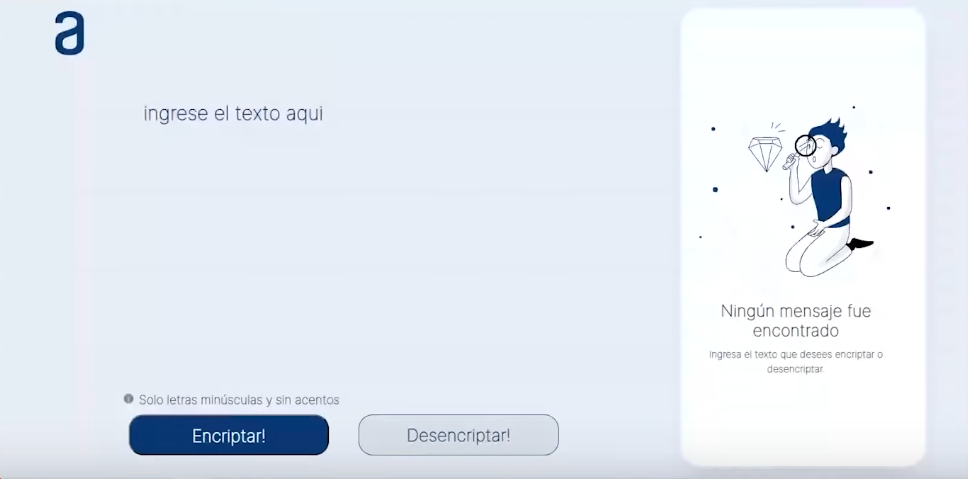 a
ingrese el texto aqui
Solo letras minúsculas y sin acentos
Encriptar!
Desencriptar!
Ningún mensaje fue
encontrado
Ingresa el texto que desees encriptar o
desencriptar.